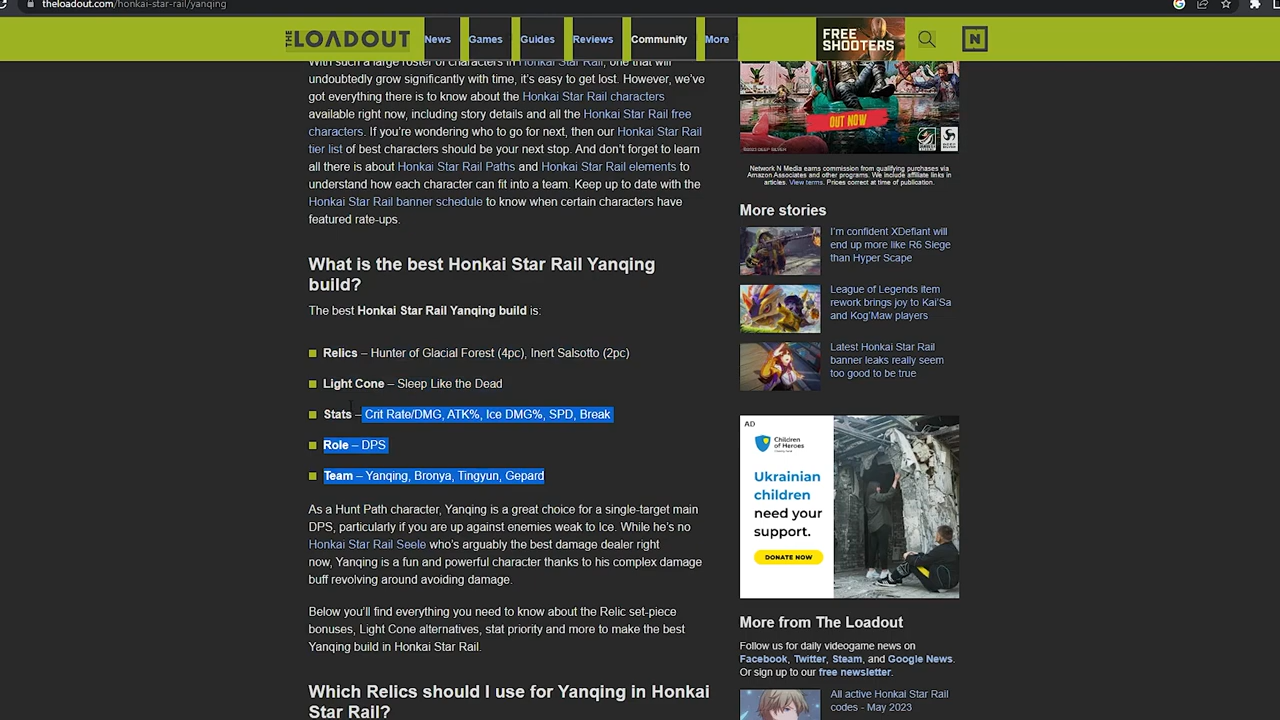 theloadout.com/honkai-star-rail/yanqing
THE LOADOUT
News
Games
Guides
Reviews
Community
More
FREE
SHOOTERS
N
With such a large roster of characters in Honkai Star Rail, one that will
undoubtedly grow significantly with time, it's easy to get lost. However, we've
got everything there is to know about the Honkai Star Rail characters
available right now, including story details and all the Honkai Star Rail free
characters. If you're wondering who to go for next, then our Honkai Star Rail
tier list of best characters should be your next stop. And don't forget to learn
all there is about Honkai Star Rail Paths and Honkai Star Rail elements to
understand how each character can fit into a team. Keep up to date with the
Honkai Star Rail banner schedule to know when certain characters have
featured rate-ups.
What is the best Honkai Star Rail Yanqing
build?
The best Honkai Star Rail Yanqing build is:
Relics – Hunter of Glacial Forest (4pc), Inert Salsotto (2pc)
Light Cone – Sleep Like the Dead
Stats – Crit Rate/DMG, ATK%, Ice DMG%, SPD, Break
Role – DPS
Team – Yanqing, Bronya, Tingyun, Gepard
As a Hunt Path character, Yanqing is a great choice for a single-target main
DPS, particularly if you are up against enemies weak to Ice. While he's no
Honkai Star Rail Seele who's arguably the best damage dealer right
now, Yanqing is a fun and powerful character thanks to his complex damage
buff revolving around avoiding damage.
Below you'll find everything you need to know about the Relic set-piece
bonuses, Light Cone alternatives, stat priority and more to make the best
Yanqing build in Honkai Star Rail.
Which Relics should I use for Yanqing in Honkai
Star Rail?
OUT NOW
Network N Media earns commission from qualifying purchases via
Amazon Associates and other programs. We include affiliate links in
articles. View terms. Prices correct at time of publication.
More stories
I'm confident XDefiant will
end up more like R6 Siege
than Hyper Scape
League of Legends item
rework brings joy to Kai'Sa
and Kog'Maw players
Latest Honkai Star Rail
banner leaks really seem
too good to be true
AD
Children
of Heroes
Ukrainian
children
need your
support.
DONATE NOW
More from The Loadout
Follow us for daily videogame news on
Facebook, Twitter, Steam, and Google News.
Or sign up to our free newsletter.
All active Honkai Star Rail
codes - May 2023